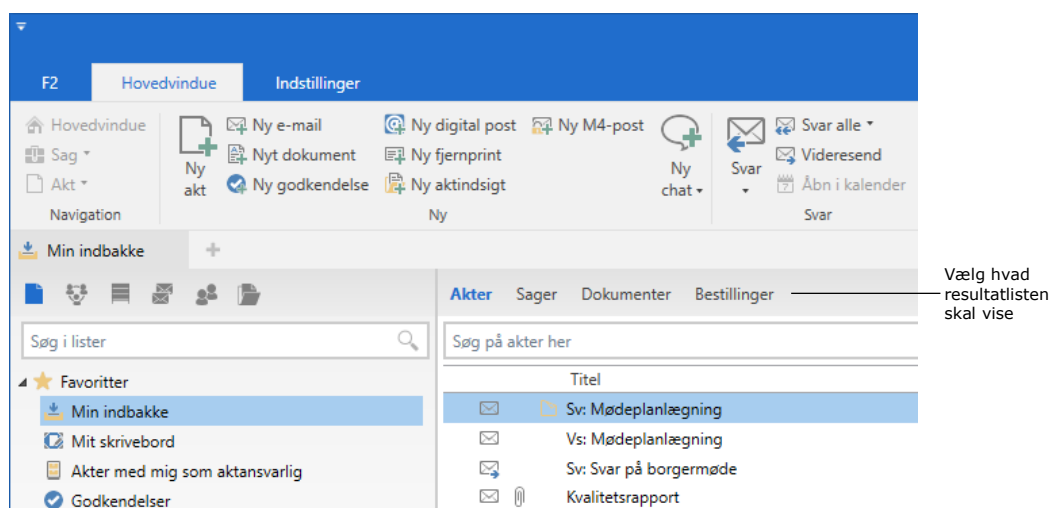 F2 Hovedvindue Indstillinger
Hovedvindue
Sag
Akt
Navigation
Ny
akt
Ny e-mail
Nyt dokument
Ny godkendelse
Ny digital post
Ny fjernprint
Ny aktindsigt
Ny M4-post
Ny
chat
Ny
Svar
Svar alle
Videresend
Åbn i kalender
Svar
Min indbakke
Akter Sager Dokumenter Bestillinger
Vælg hvad
resultatlisten
skal vise
Søg i lister
Søg på akter her
Favoritter
Min indbakke
Mit skrivebord
Akter med mig som aktansvarlig
Godkendelser
Titel
Sv: Mødeplanlægning
Vs: Mødeplanlægning
Sv: Svar på borgermøde
Kvalitetsrapport